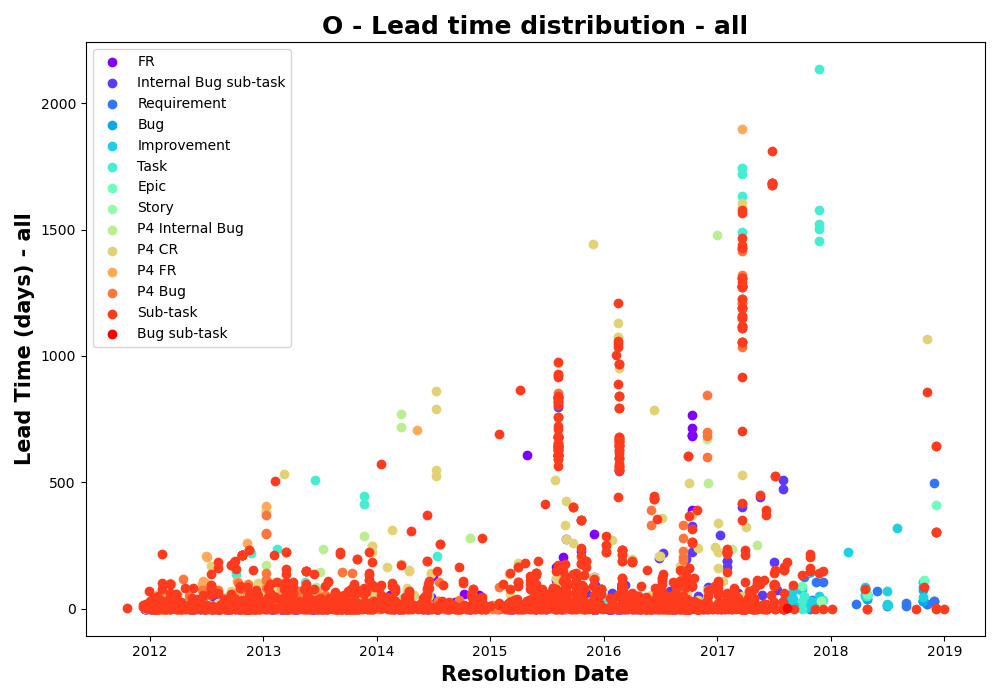 O - Lead time distribution - all
FR
Internal Bug sub-task
Requirement
Bug
Improvement
Task
Epic
Story
P4 Internal Bug
P4 CR
P4 FR
P4 Bug
Sub-task
Bug sub-task
Lead Time (days) - all
2000
1500
1000
500
0
2012 2013 2014 2015 2016 2017 2018 2019
Resolution Date